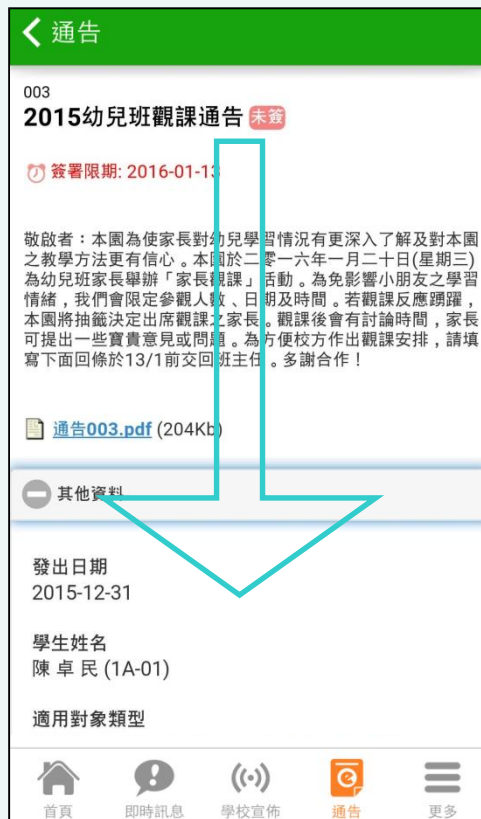 通告
003
2015幼兒班觀課通告 未簽
簽署限期: 2016-01-13
敬啟者：本園為使家長對幼兒學習情況有更深入了解及對本園
之教學方法更有信心。本園於二零一六年一月二十日(星期三)
為幼兒班家長舉辦「家長觀課」活動。為免影響小朋友之學習
情緒，我們會限定參觀人數、日期及時間。若觀課反應踴躍，
本園將抽籤決定出席觀課之家長。觀課後會有討論時間，家長
可提出一些寶貴意見或問題。為方便校方作出觀課安排，請填
寫下面回條於13/1前交回班主任。多謝合作！
通告003.pdf (204Kb)
其他資料
發出日期
2015-12-31
學生姓名
陳 卓 民 (1A-01)
適用對象類型
首頁 即時訊息 學校宣佈 通告 更多